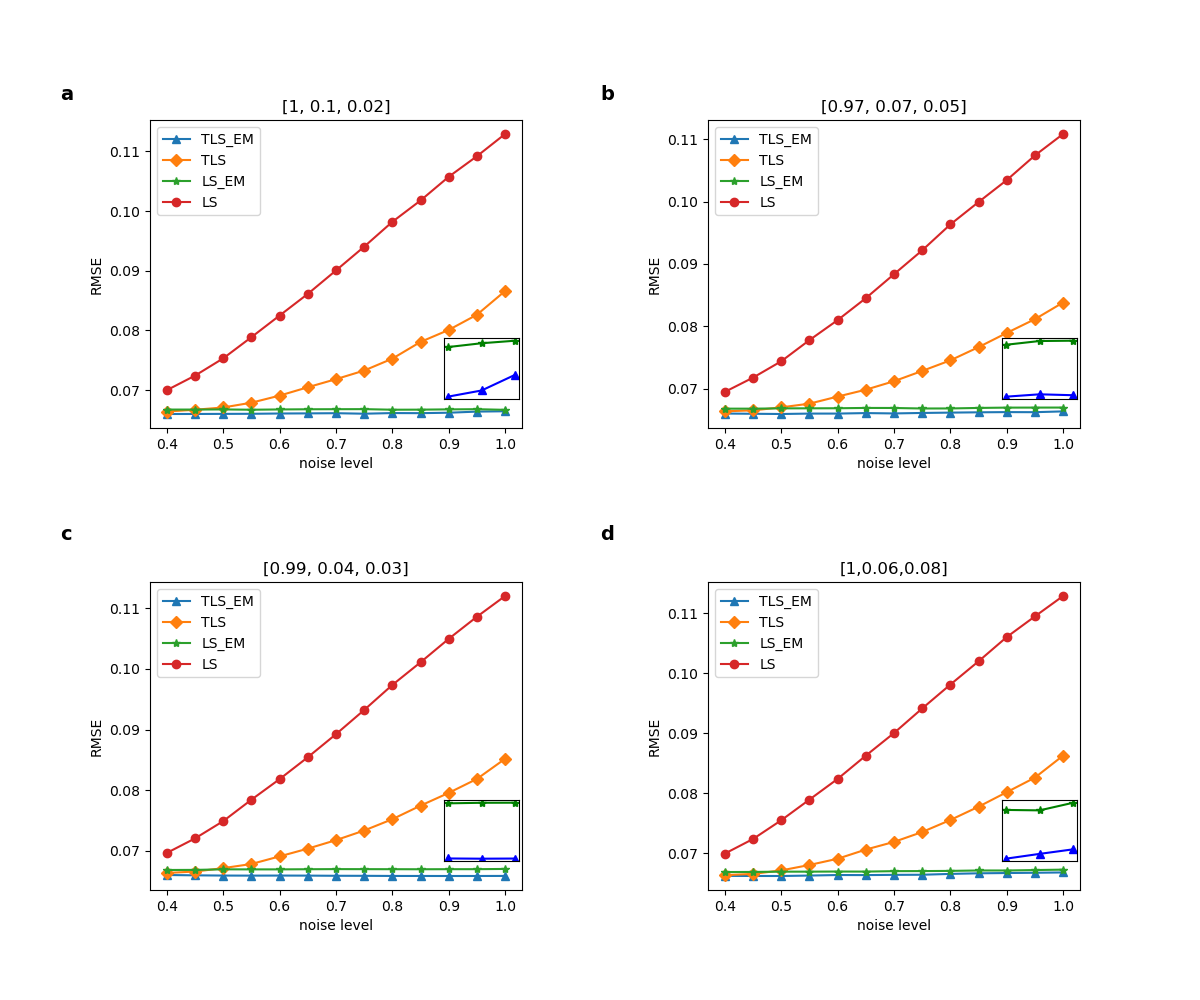 a
[1, 0.1, 0.02]
TLS_EM
TLS
LS_EM
LS
0.11
0.10
0.09
0.08
0.07
RMSE
0.4 0.5 0.6 0.7 0.8 0.9 1.0
noise level
b
[0.97, 0.07, 0.05]
TLS_EM
TLS
LS_EM
LS
0.11
0.10
0.09
0.08
0.07
RMSE
0.4 0.5 0.6 0.7 0.8 0.9 1.0
noise level
c
[0.99, 0.04, 0.03]
TLS_EM
TLS
LS_EM
LS
0.11
0.10
0.09
0.08
0.07
RMSE
0.4 0.5 0.6 0.7 0.8 0.9 1.0
noise level
d
[1,0.06,0.08]
TLS_EM
TLS
LS_EM
LS
0.11
0.10
0.09
0.08
0.07
RMSE
0.4 0.5 0.6 0.7 0.8 0.9 1.0
noise level